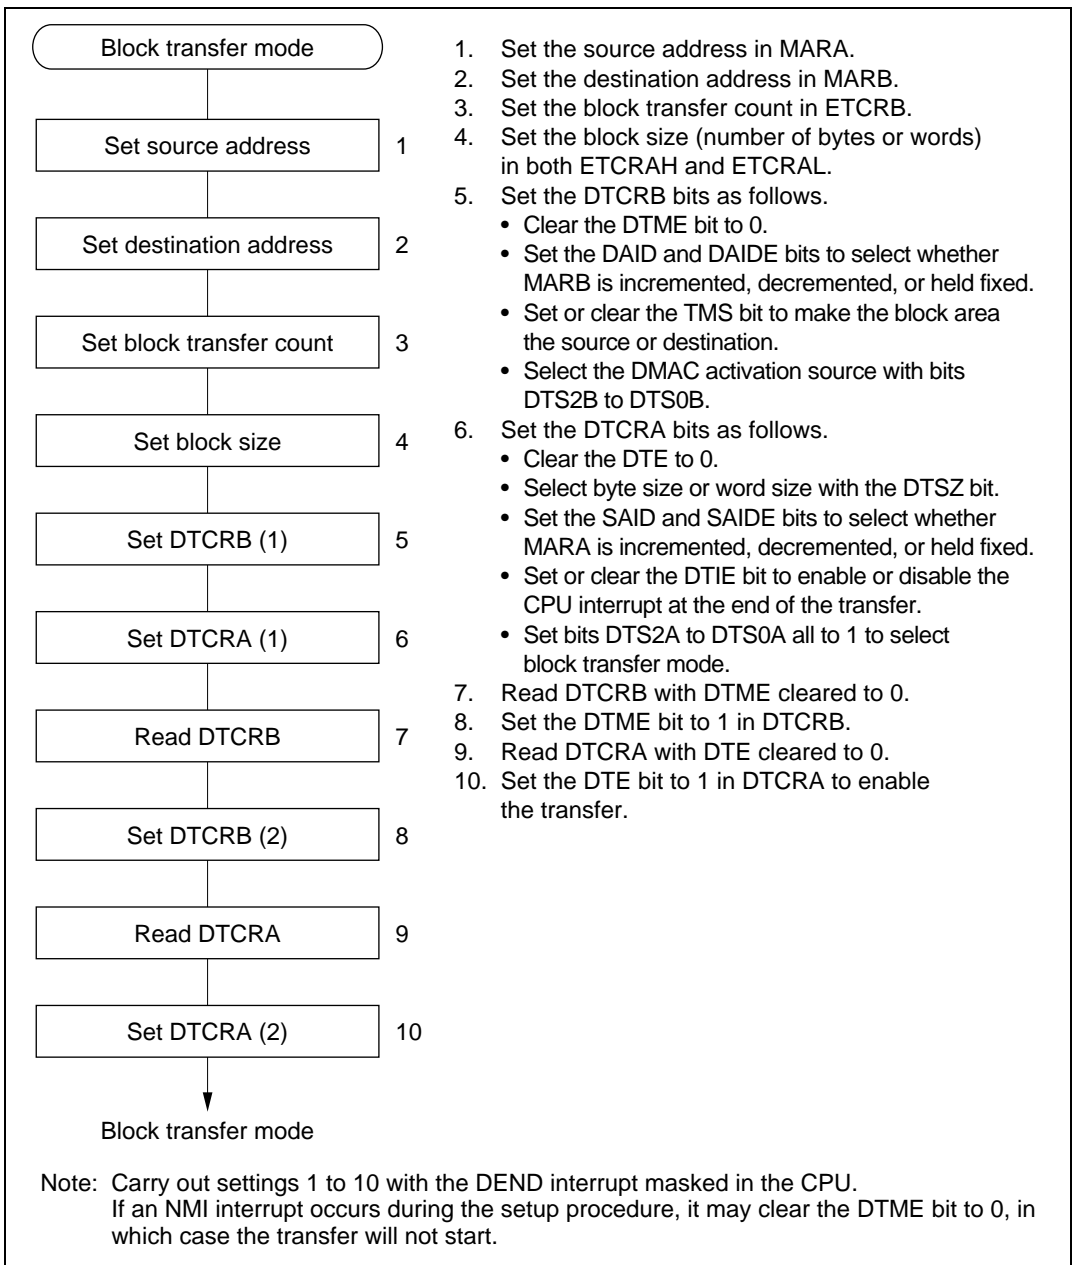 Block transfer mode
Set source address 1
Set destination address 2
Set block transfer count 3
Set block size 4
Set DTCRB (1) 5
Set DTCRA (1) 6
Read DTCRB 7
Set DTCRB (2) 8
Read DTCRA 9
Set DTCRA (2) 10
Block transfer mode
1. Set the source address in MARA.
2. Set the destination address in MARB.
3. Set the block transfer count in ETCRB.
4. Set the block size (number of bytes or words)
in both ETCRAH and ETCRAL.
5. Set the DTCRB bits as follows.
• Clear the DTME bit to 0.
• Set the DAID and DAIDE bits to select whether
MARB is incremented, decremented, or held fixed.
• Set or clear the TMS bit to make the block area
the source or destination.
• Select the DMAC activation source with bits
DTS2B to DTS0B.
6. Set the DTCRA bits as follows.
• Clear the DTE to 0.
• Select byte size or word size with the DTSZ bit.
• Set the SAID and SAIDE bits to select whether
MARA is incremented, decremented, or held fixed.
• Set or clear the DTIE bit to enable or disable the
CPU interrupt at the end of the transfer.
• Set bits DTS2A to DTS0A all to 1 to select
block transfer mode.
7. Read DTCRB with DTME cleared to 0.
8. Set the DTME bit to 1 in DTCRB.
9. Read DTCRA with DTE cleared to 0.
10. Set the DTE bit to 1 in DTCRA to enable
the transfer.
Note: Carry out settings 1 to 10 with the DEND interrupt masked in the CPU.
If an NMI interrupt occurs during the setup procedure, it may clear the DTME bit to 0, in
which case the transfer will not start.